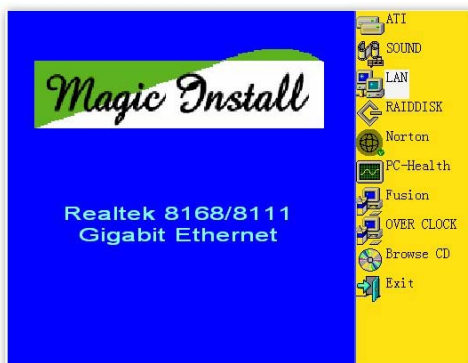 Magic Install
Realtek 8168/8111
Gigabit Ethernet
ATI
SOUND
LAN
RAIDDISK
Norton
PC-Health
Fusion
OVER CLOCK
Browse CD
Exit